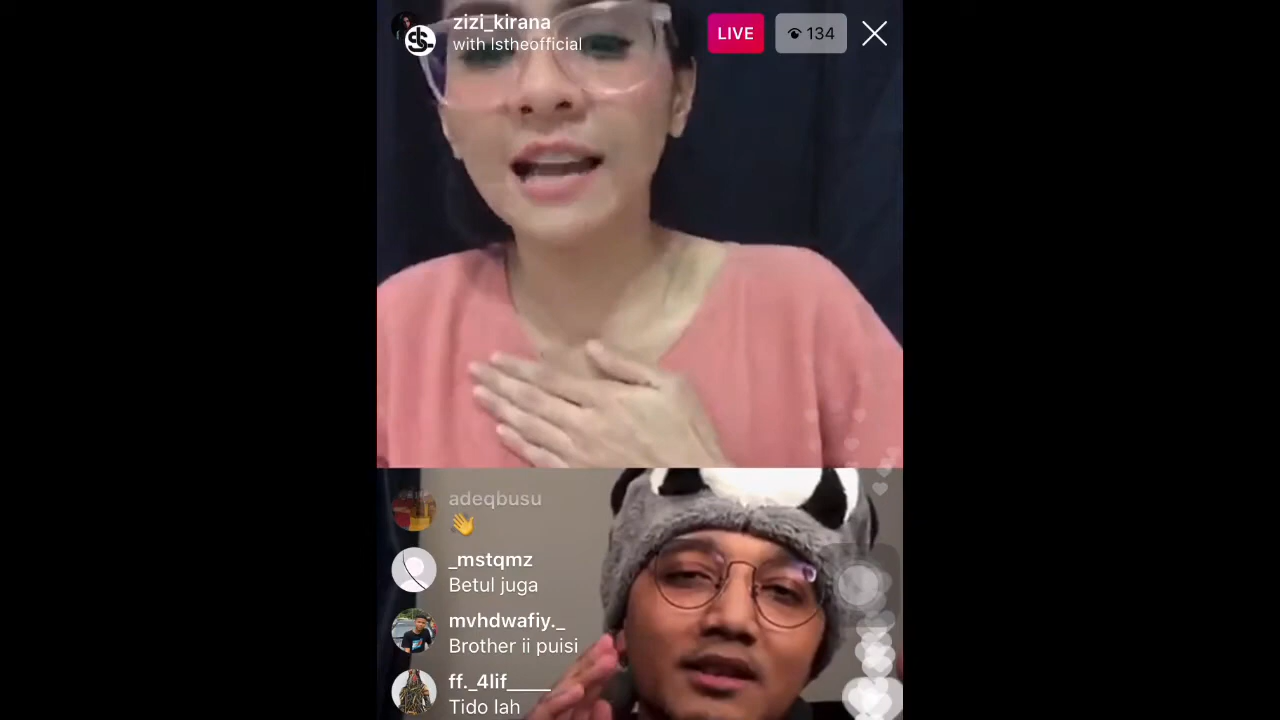 zizi_kirana
with lstheofficial
LIVE
134
adeqbusu
👋
_mstqmz
Betul juga
mvhdwafiy._
Brother ii puisi
ff._4lif_____
Tido lah